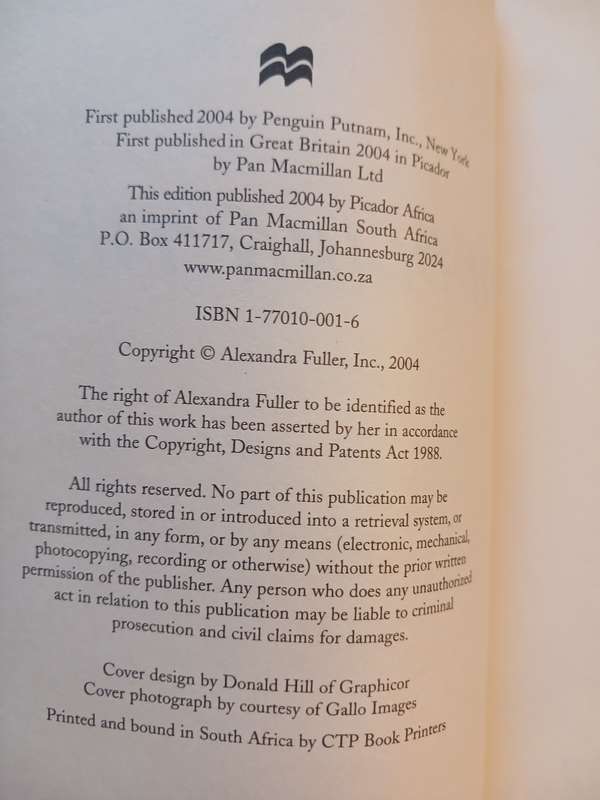 First published 2004 by Penguin Putnam, Inc., New York
First published in Great Britain 2004 in Picador
by Pan Macmillan Ltd
This edition published 2004 by Picador Africa
an imprint of Pan Macmillan South Africa
P.O. Box 411717, Craighall, Johannesburg 2024
www.panmacmillan.co.za
ISBN 1-77010-001-6
Copyright © Alexandra Fuller, Inc., 2004
The right of Alexandra Fuller to be identified as the
author of this work has been asserted by her in accordance
with the Copyright, Designs and Patents Act 1988.
All rights reserved. No part of this publication may be
reproduced, stored in or introduced into a retrieval system, or
transmitted, in any form, or by any means (electronic, mechanical,
photocopying, recording or otherwise) without the prior written
permission of the publisher. Any person who does any unauthorized
act in relation to this publication may be liable to criminal
prosecution and civil claims for damages.
Cover design by Donald Hill of Graphicor
Cover photograph by courtesy of Gallo Images
Printed and bound in South Africa by CTP Book Printers